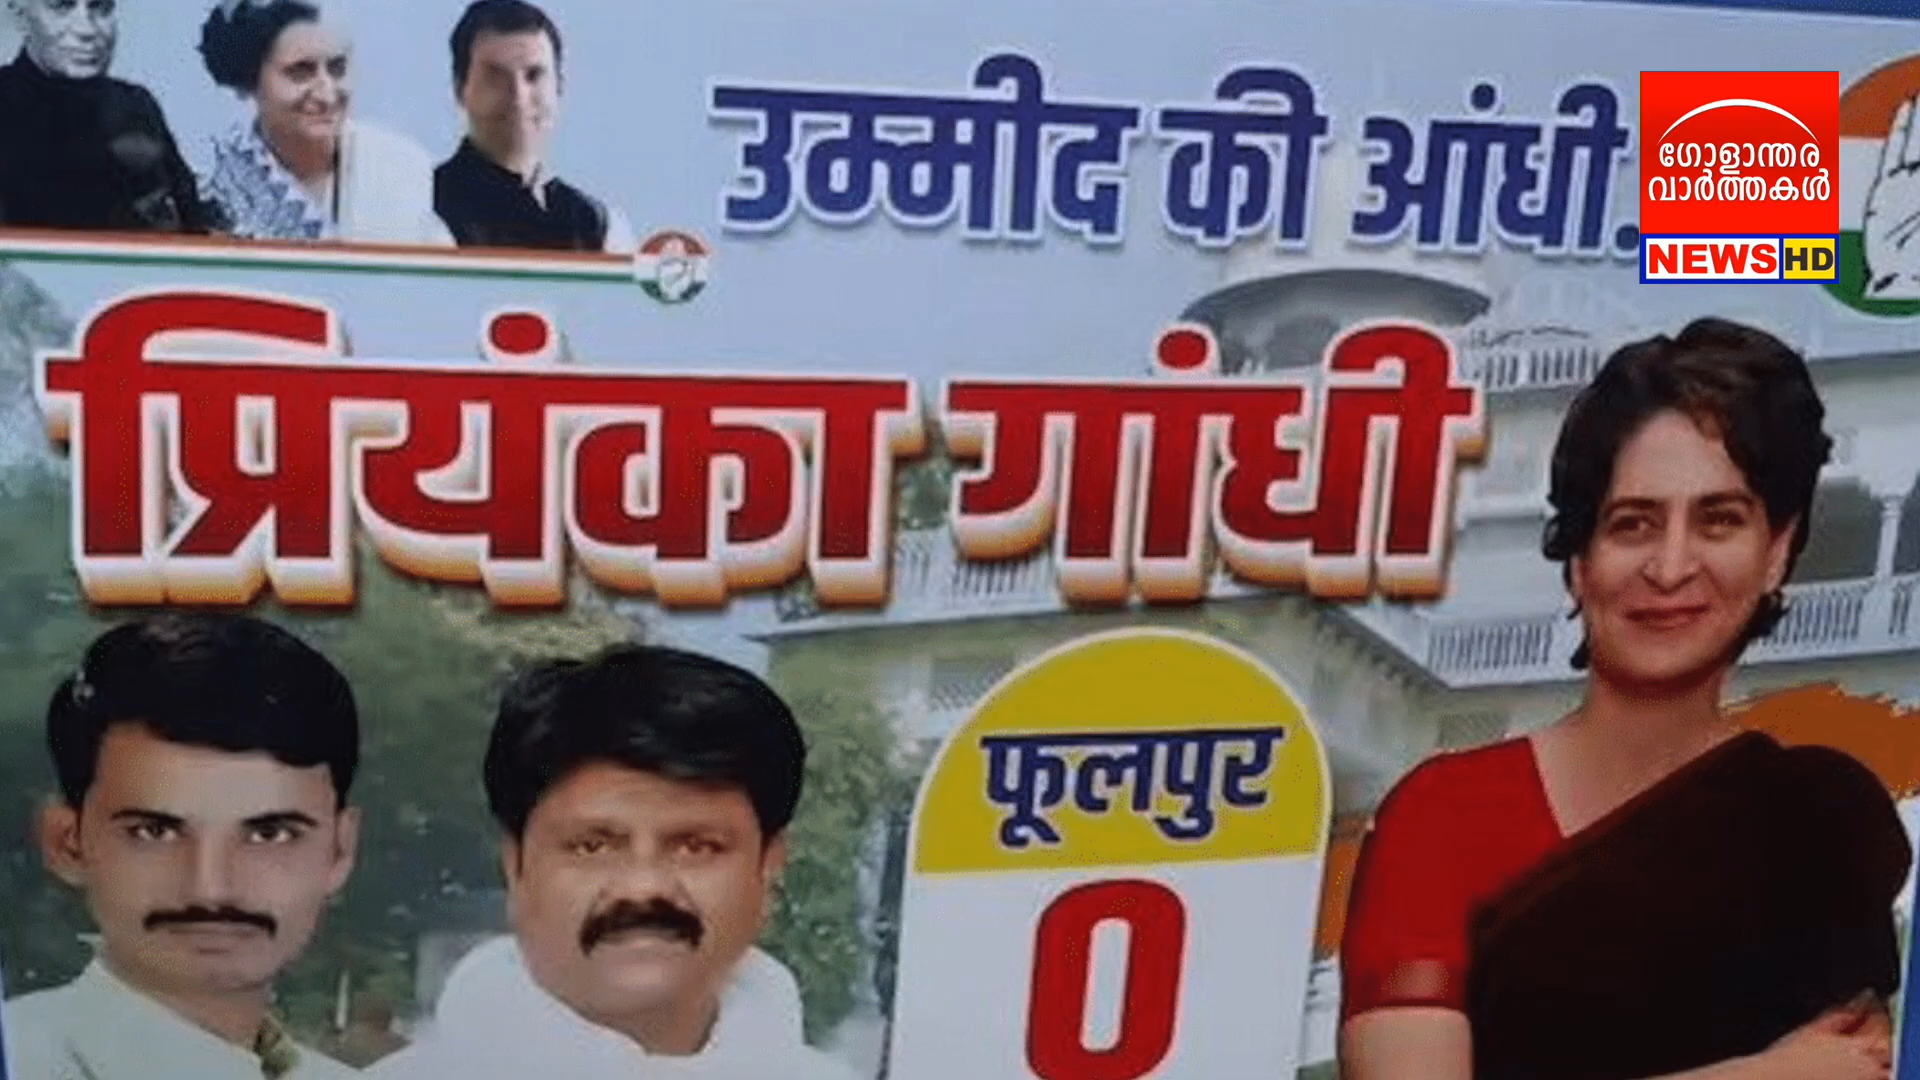 उम्मीद की आंधी.
ഗോളാന്തര
വാർത്തകൾ
NEWS HD
प्रियंका गांधी
फूलपुर
0